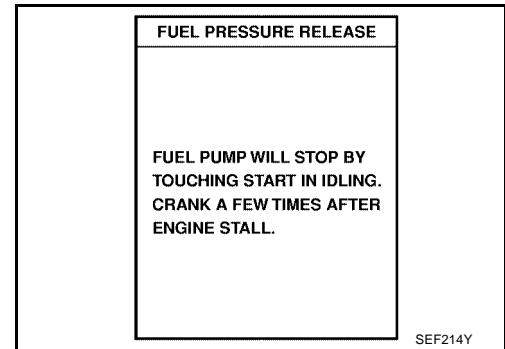 FUEL PRESSURE RELEASE
FUEL PUMP WILL STOP BY
TOUCHING START IN IDLING.
CRANK A FEW TIMES AFTER
ENGINE STALL.
SEF214Y